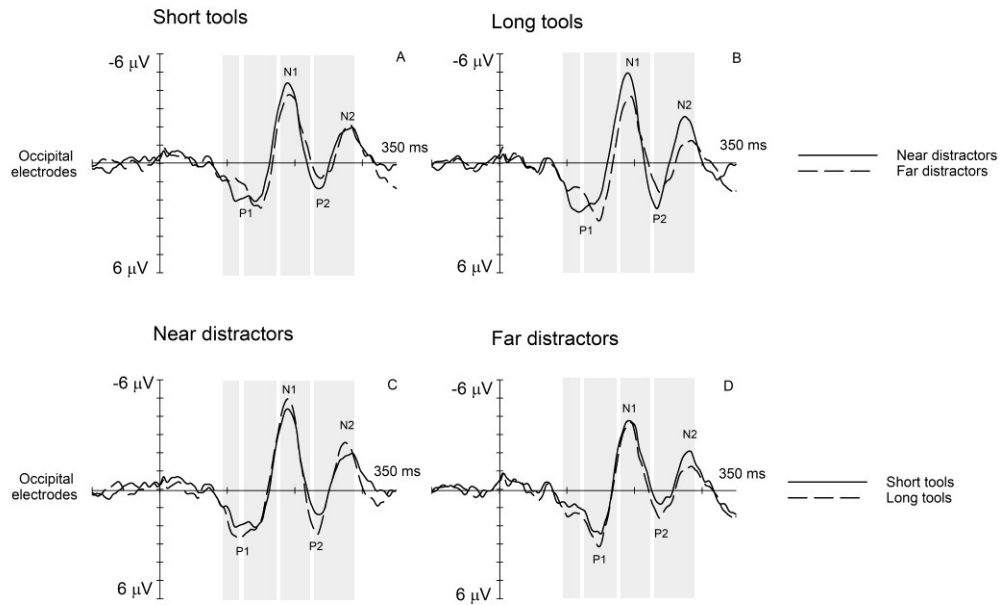 Short tools
Long tools
-6 µV
A
N1
N2
350 ms
Occipital
electrodes
P1
P2
6 µV
-6 µV
B
N1
N2
350 ms
P1
P2
6 µV
Near distractors
Far distractors
Near distractors
Far distractors
-6 µV
C
N1
N2
350 ms
Occipital
electrodes
P1
P2
6 µV
-6 µV
D
N1
N2
350 ms
P1
P2
6 µV
Short tools
Long tools